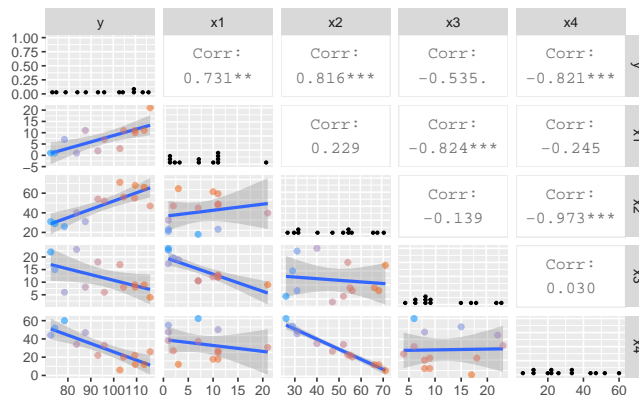 y x1 x2 x3 x4
1.00
0.75
0.50
0.25
0.00
Corr:
0.731**
Corr:
0.816***
Corr:
-0.535.
Corr:
-0.821***
y
20
15
10
5
0
-5
Corr:
0.229
Corr:
-0.824***
Corr:
-0.245
x1
60
40
20
Corr:
-0.139
Corr:
-0.973***
x2
20
15
10
5
Corr:
0.030
x3
60
45
30
15
0
x4
80 90 100 110
0 5 10 15 20
30 40 50 60 70
5 10 15 20
0 20 40 60